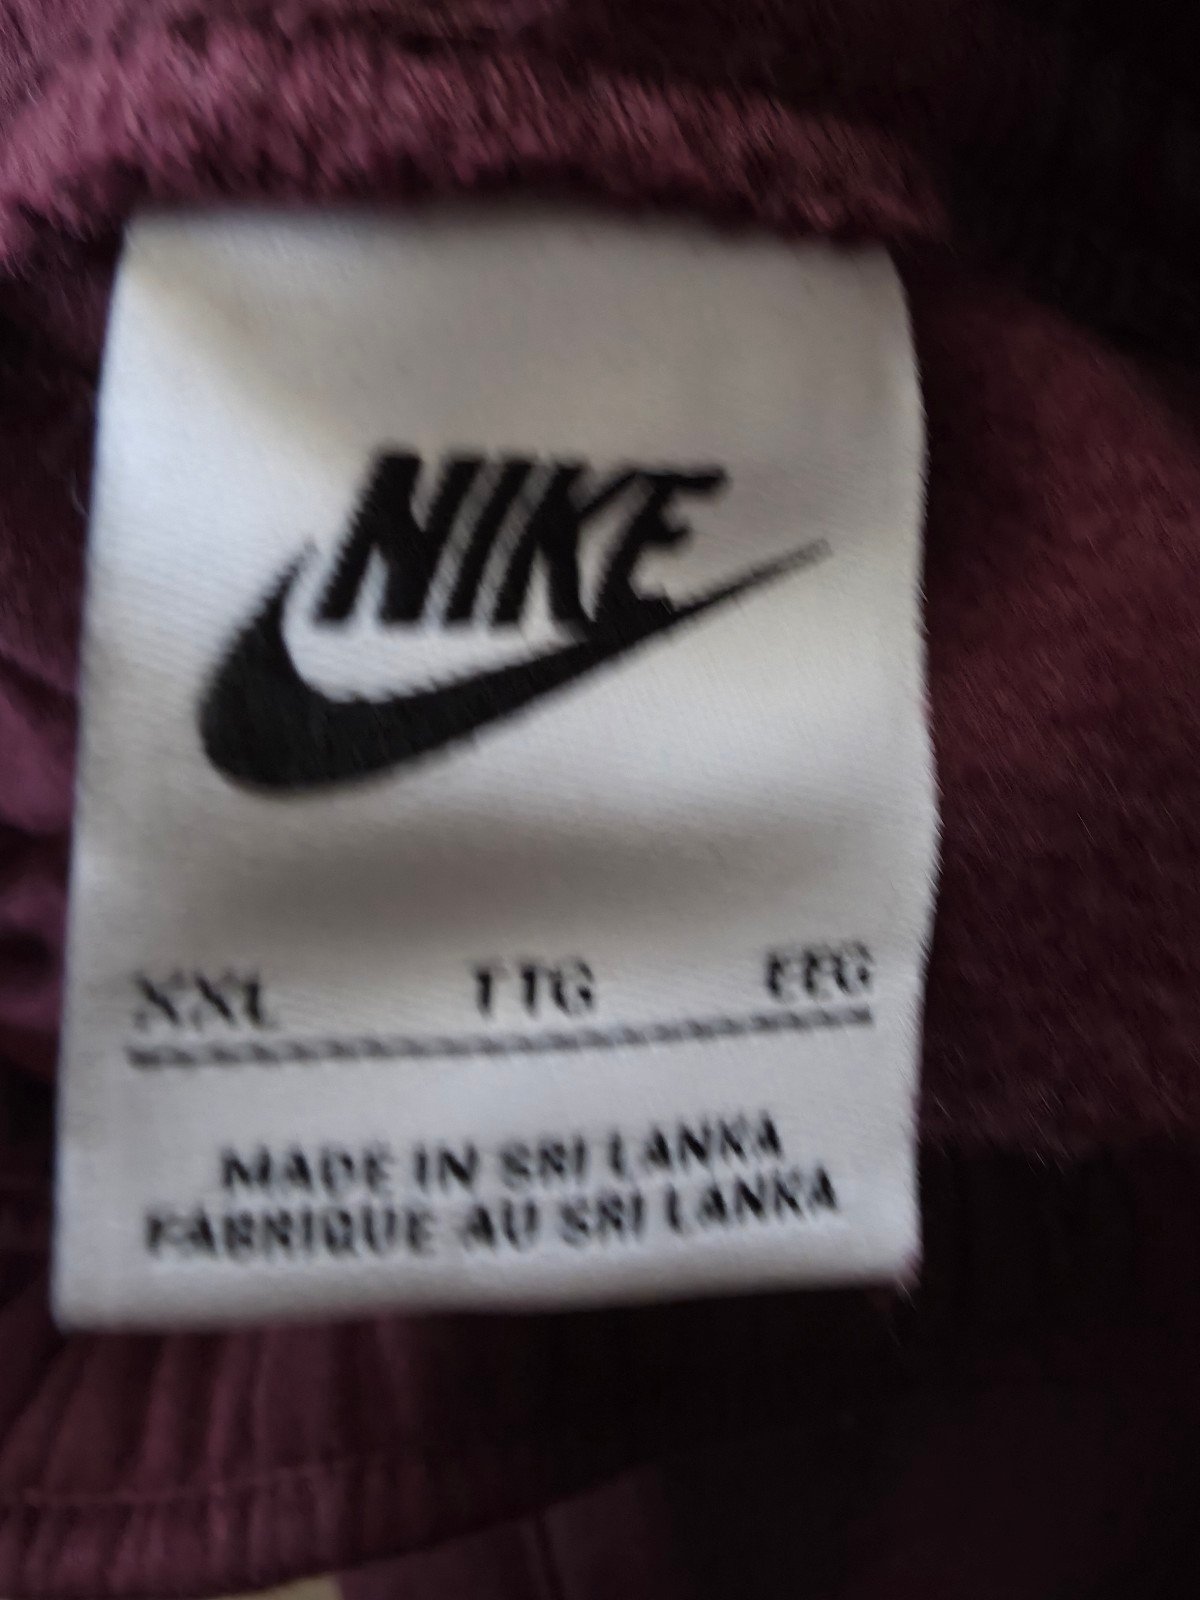 NIKE
XXL TTG EEG
MADE IN SRI LANKA
FABRIQUE AU SRI LANKA